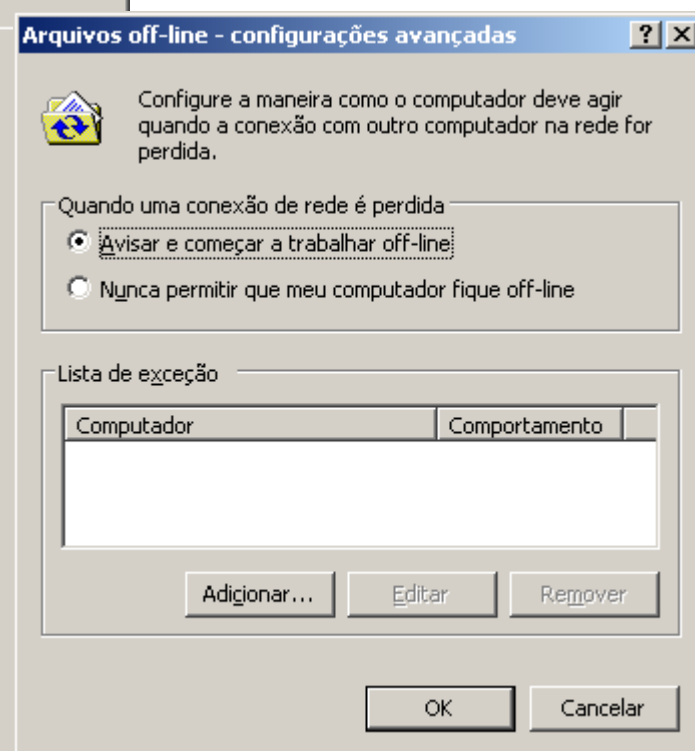 Arquivos off-line - configurações avançadas
Configure a maneira como o computador deve agir
quando a conexão com outro computador na rede for
perdida.
Quando uma conexão de rede é perdida
Avisar e começar a trabalhar off-line
Nunca permitir que meu computador fique off-line
Lista de exceção
Computador Comportamento
Adicionar... Editar Remover
OK Cancelar